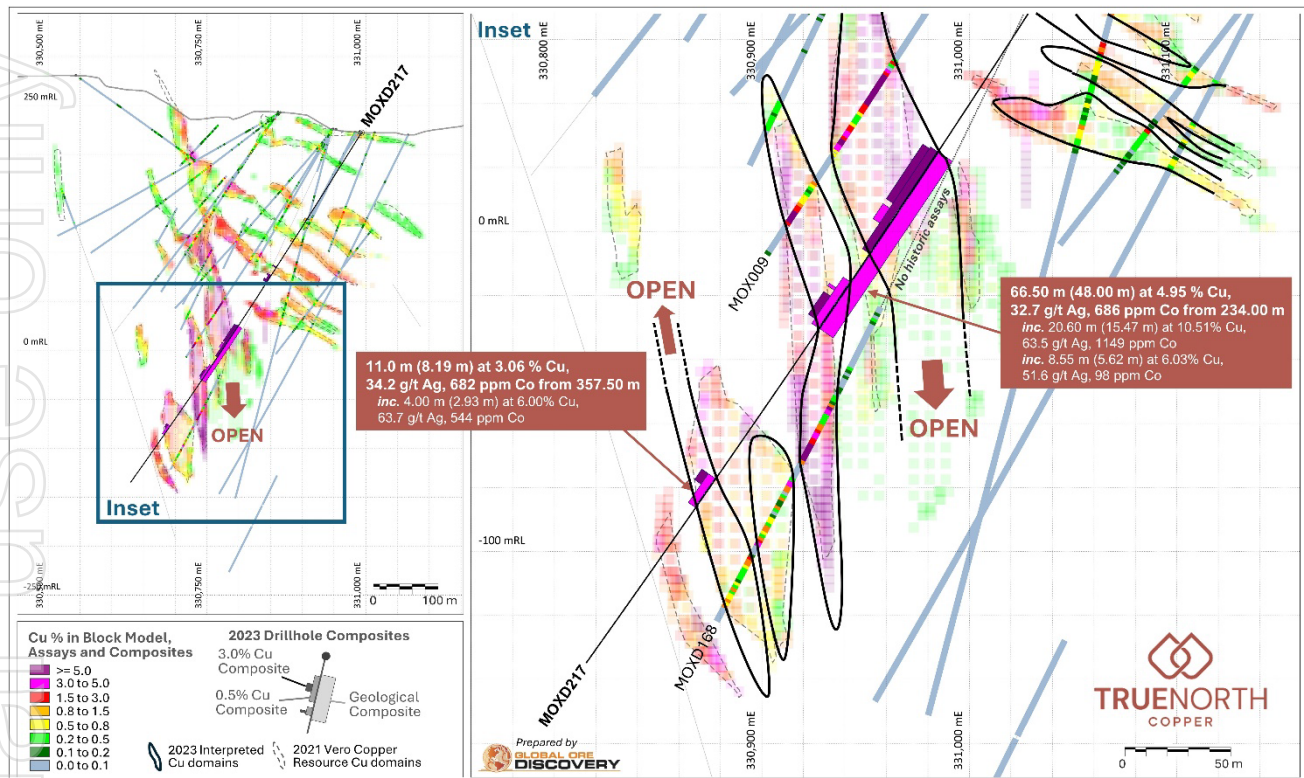 330,500 mE
330,750 mE
331,000 mE
250 mRL
MOXD217
0 mRL
OPEN
Inset
-250 mRL
330,500 mE
330,750 mE
331,000 mE
0 100 m
Inset
330,800 mE
330,900 mE
331,000 mE
331,100 mE
0 mRL
MOX009
No historic assays
OPEN
66.50 m (48.00 m) at 4.95 % Cu,
32.7 g/t Ag, 686 ppm Co from 234.00 m
inc. 20.60 m (15.47 m) at 10.51% Cu,
63.5 g/t Ag, 1149 ppm Co
inc. 8.55 m (5.62 m) at 6.03% Cu,
51.6 g/t Ag, 98 ppm Co
11.0 m (8.19 m) at 3.06 % Cu,
34.2 g/t Ag, 682 ppm Co from 357.50 m
inc. 4.00 m (2.93 m) at 6.00% Cu,
63.7 g/t Ag, 544 ppm Co
OPEN
-100 mRL
MOXD168
MOXD217
330,900 mE
331,000 mE
Prepared by
GLOBAL ORE
DISCOVERY
TRUENORTH
COPPER
0 50 m
Cu % in Block Model,
Assays and Composites
>= 5.0
3.0 to 5.0
1.5 to 3.0
0.8 to 1.5
0.5 to 0.8
0.2 to 0.5
0.1 to 0.2
0.0 to 0.1
2023 Drillhole Composites
3.0% Cu
Composite
0.5% Cu
Composite
Geological
Composite
2023 Interpreted
Cu domains
2021 Vero Copper
Resource Cu domains